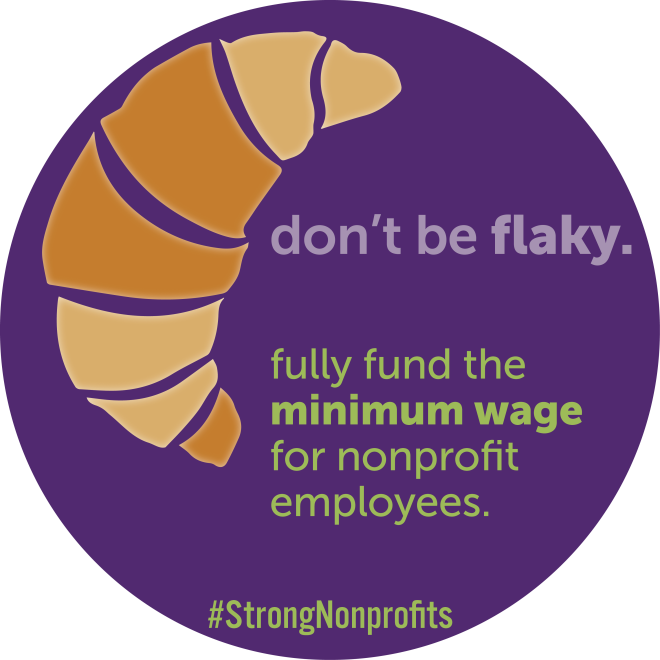 don’t be flaky.
fully fund the
minimum wage
for nonprofit
employees.
#StrongNonprofits